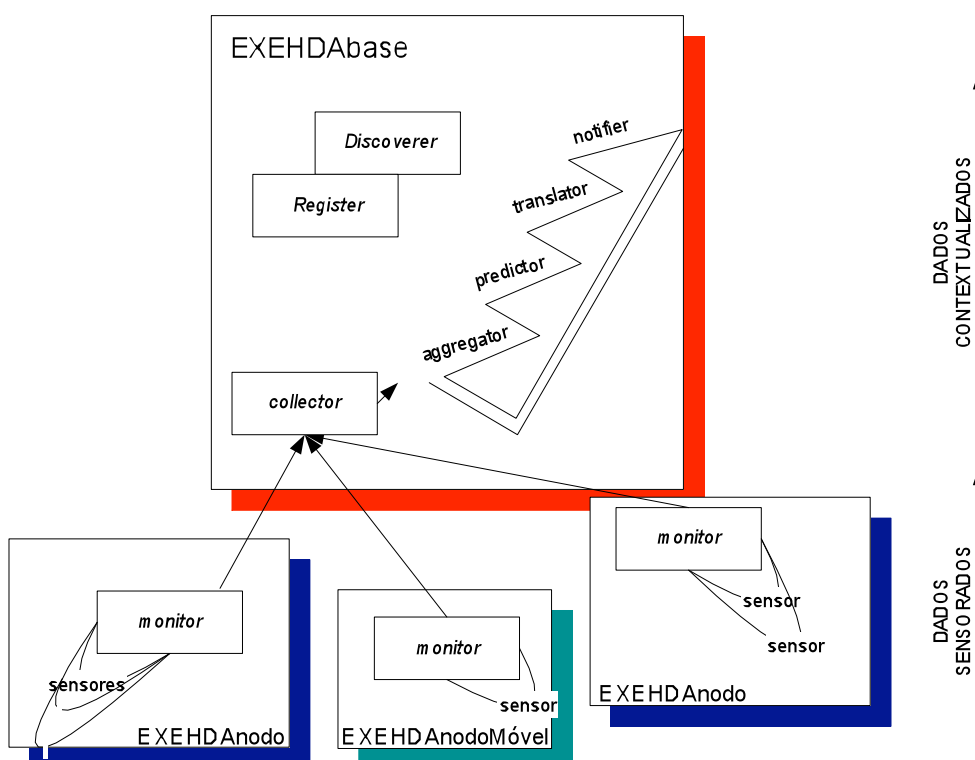 EXEHDAbase
Discoverer
Register
notifier
translator
predictor
aggregator
collector
DADOS
CONTEXTUALIZADOS
monitor
sensor
sensor
EXEHDAnodo
monitor
sensores
EXEHDAnodo
monitor
sensor
EXEHDAnodoMóvel
DADOS
SENSORADOS